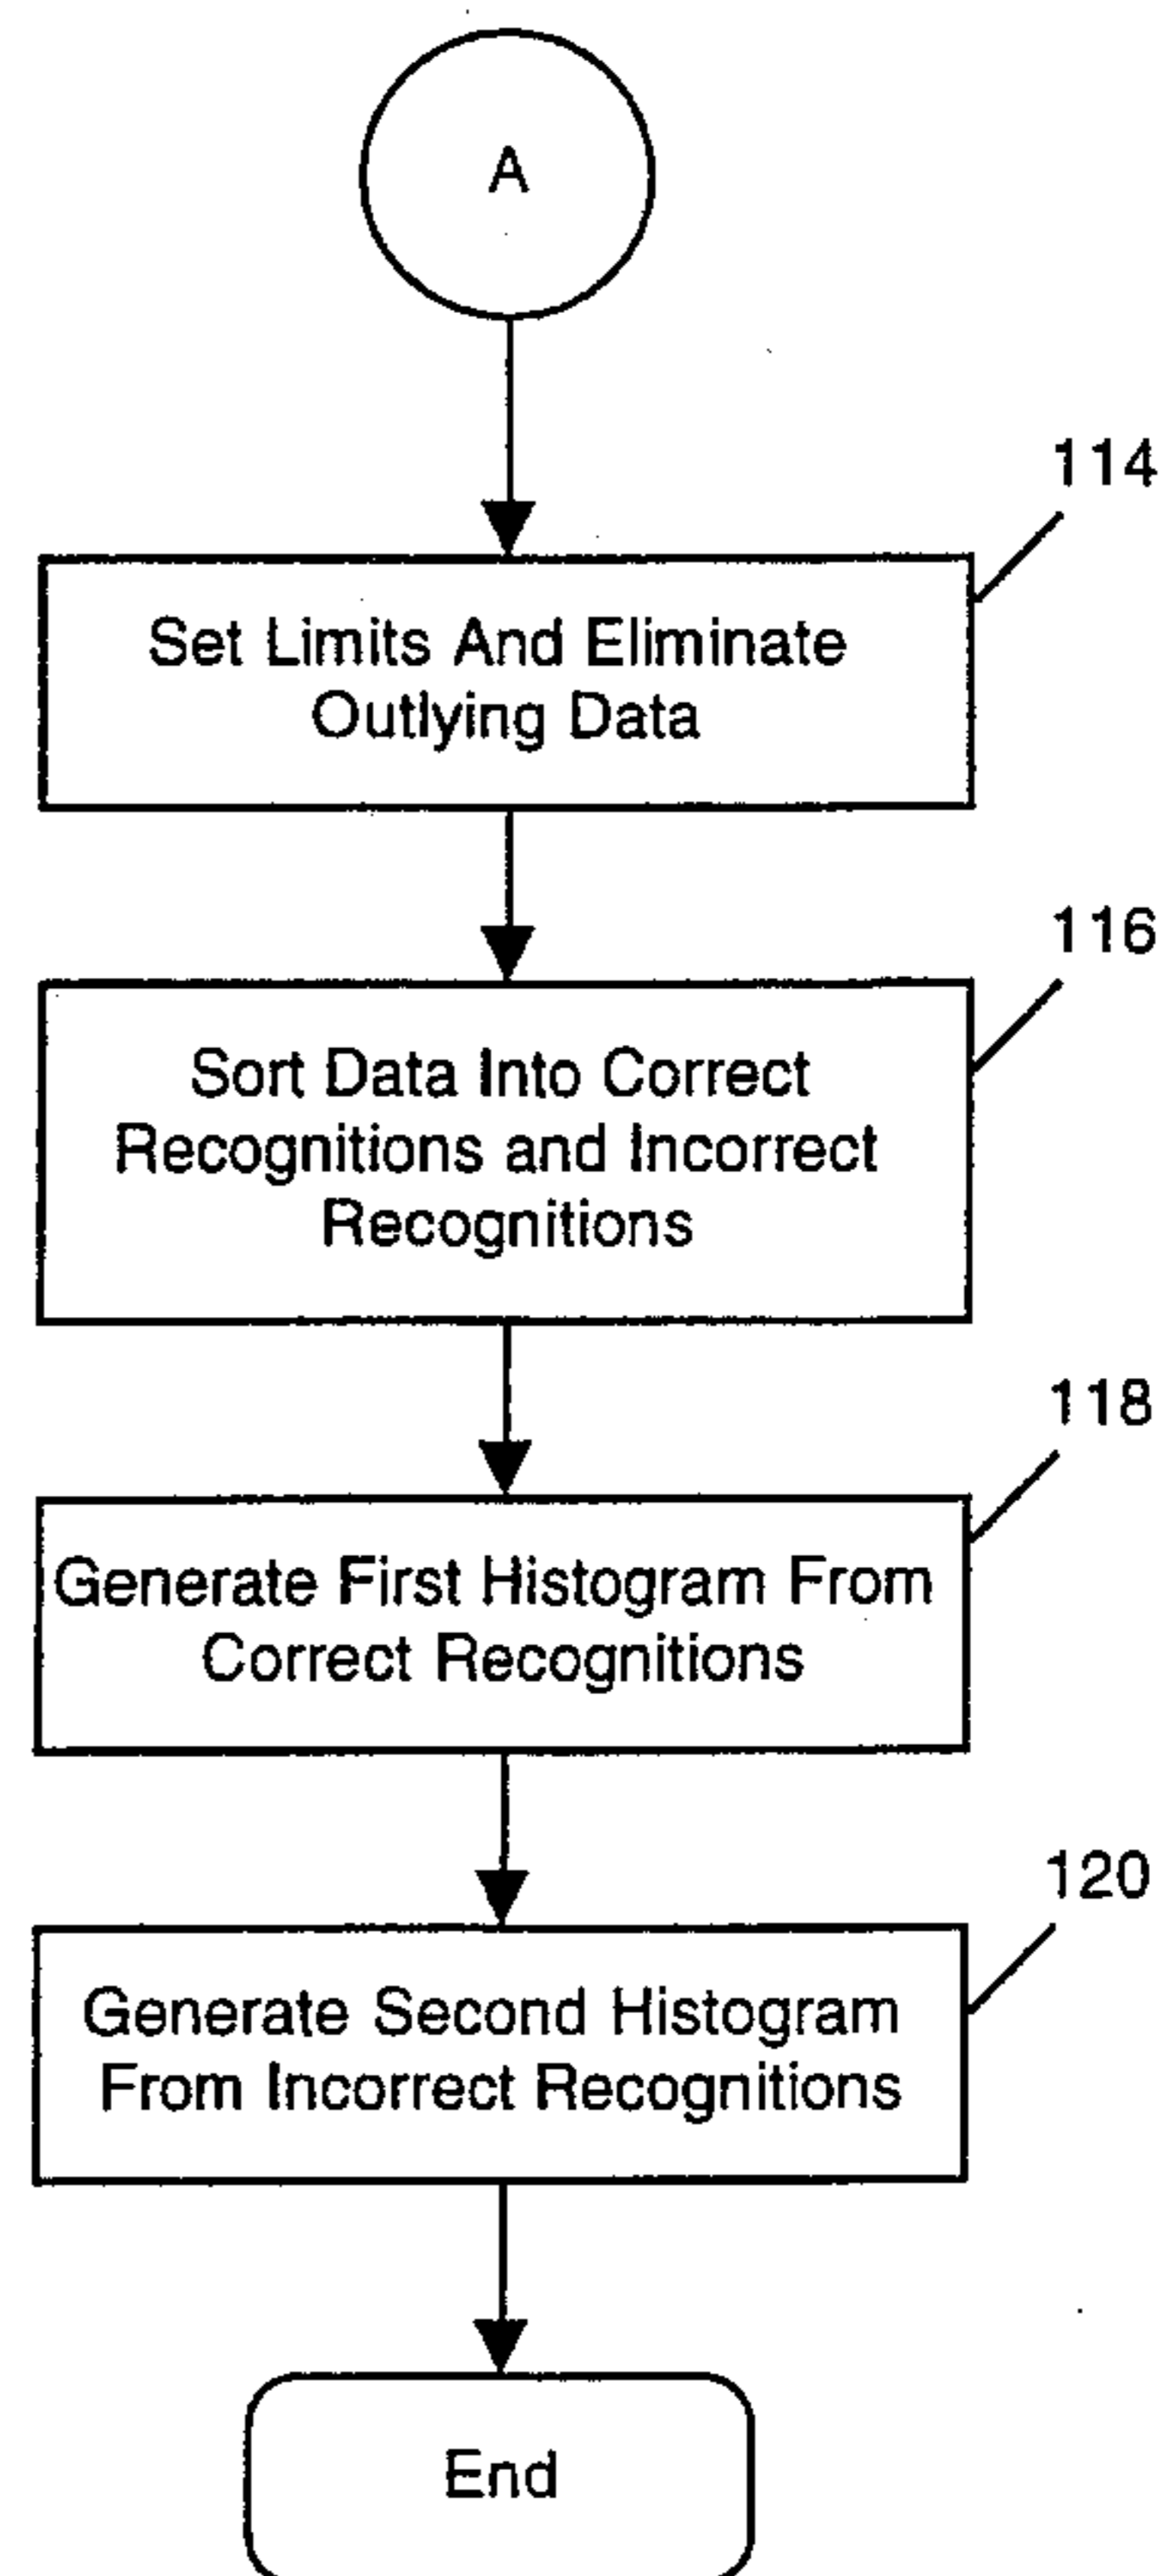 A
114
Set Limits And Eliminate
Outlying Data
116
Sort Data Into Correct
Recognitions and Incorrect
Recognitions
118
Generate First Histogram From
Correct Recognitions
120
Generate Second Histogram
From Incorrect Recognitions
End